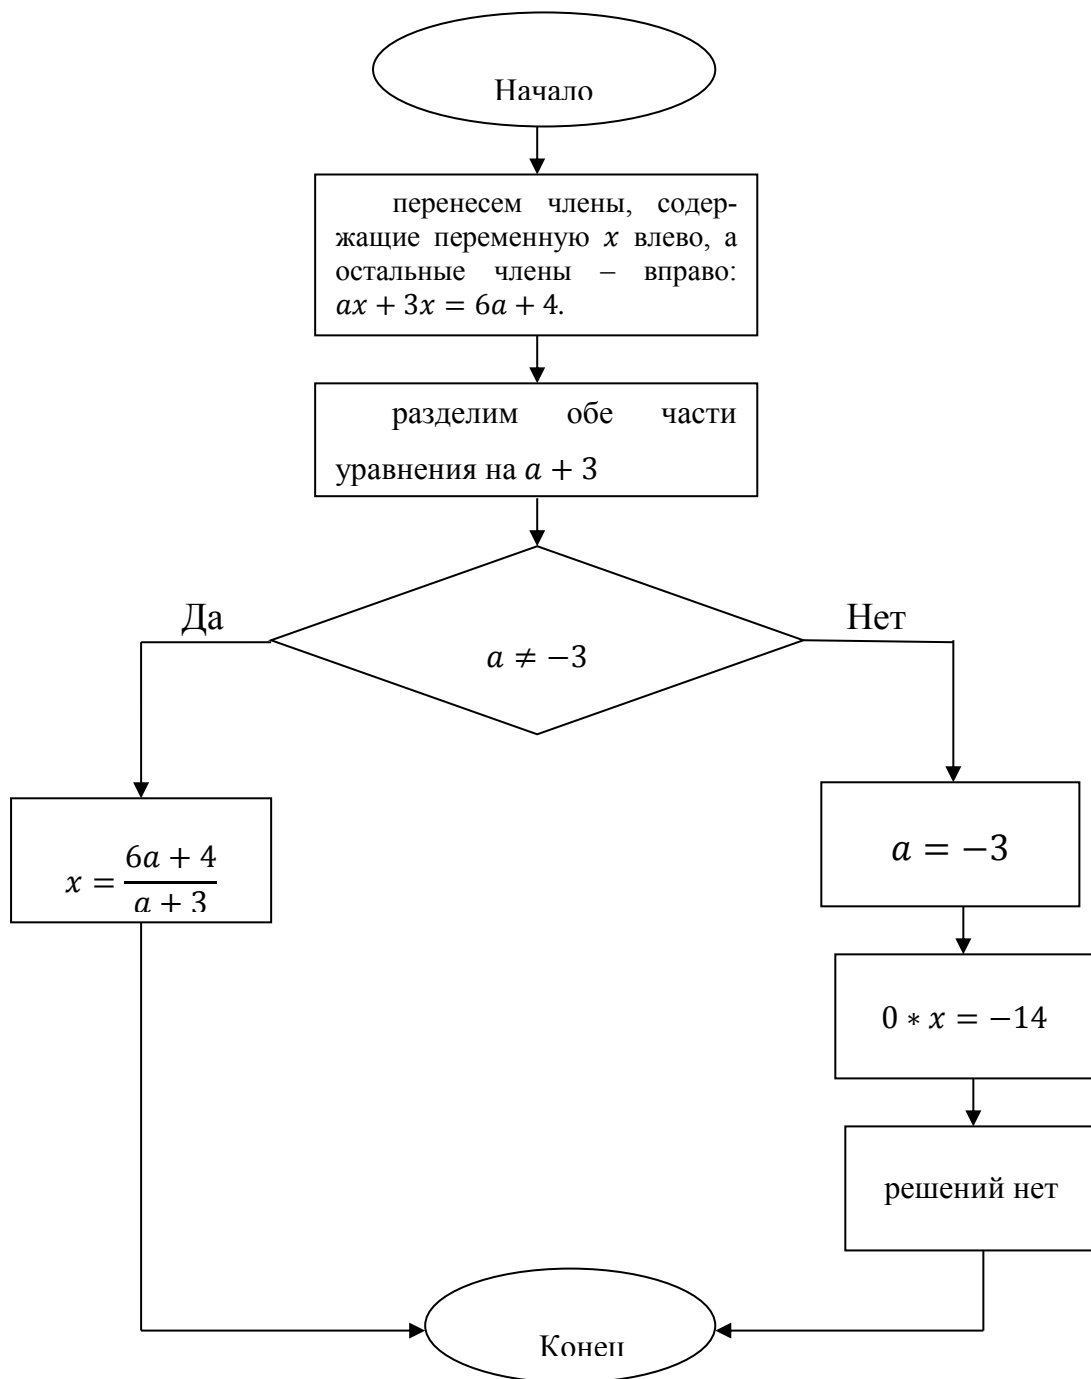 Начало
перенесем члены, содер-
жащие переменную x влево, а
остальные члены – вправо:
ax + 3x = 6a + 4.
разделим обе части
уравнения на a + 3
Да
Нет
a ≠ −3
x = \frac{6a + 4}{a + 3}
a = −3
0 ∗ x = −14
решений нет
Конец